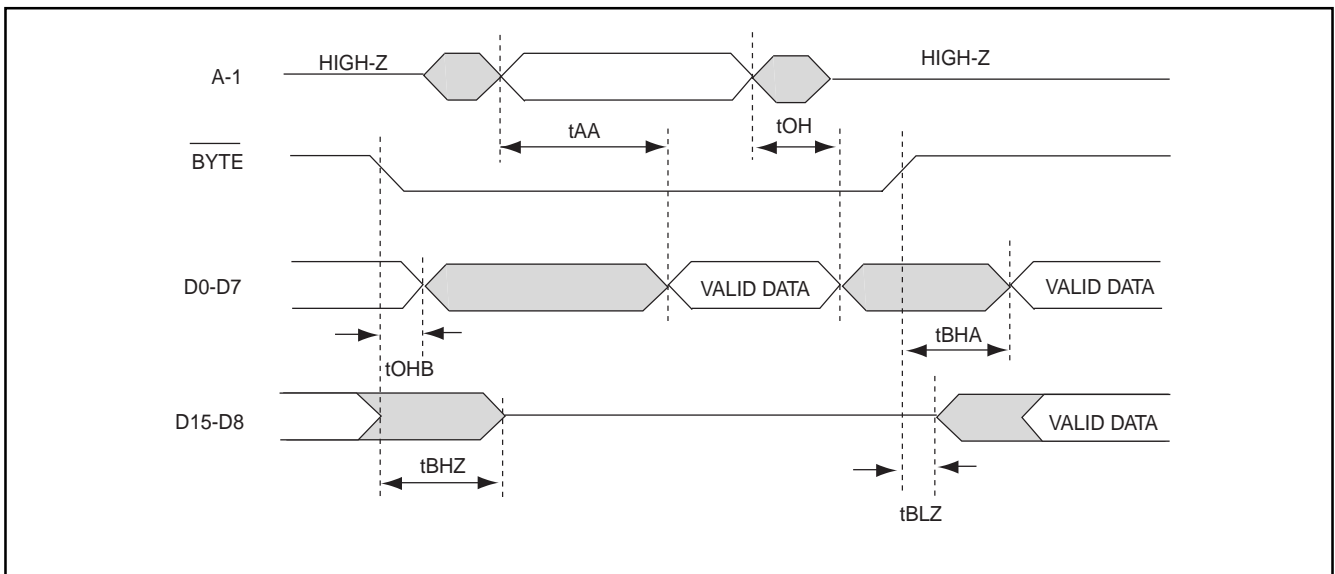 HIGH-Z
HIGH-Z
A-1
tAA
tOH
BYTE
D0-D7
VALID DATA
VALID DATA
tBHA
tOHB
D15-D8
VALID DATA
tBHZ
tBLZ